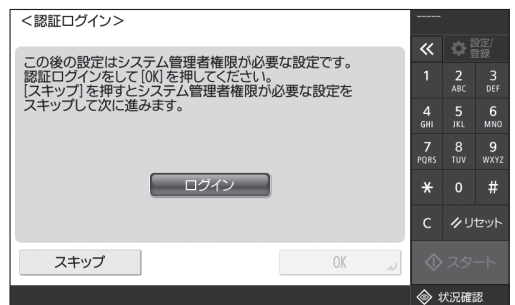 <認証ログイン>
この後の設定はシステム管理者権限が必要な設定です。
認証ログインをして[OK]を押してください。
[スキップ]を押すとシステム管理者権限が必要な設定を
スキップして次に進みます。
ログイン
スキップ
OK
-----
設定/
登録
1 2 3
ABC DEF
4 5 6
GHI JKL MNO
7 8 9
PQRS TUV WXYZ
* 0 #
C リセット
スタート
状況確認